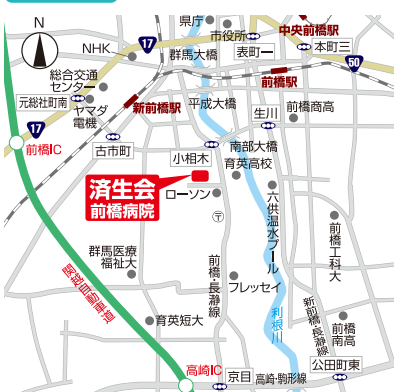 N
県庁
市役所
中央前橋駅
17
NHK
群馬大橋
表町一
本町三
50
総合交通
センター
前橋駅
元総社町南
ヤマダ
電機
新前橋駅
平成大橋
前橋商高
生川
17
古市町
南部大橋
前橋IC
小相木
育英高校
済生会
前橋病院
ローソン
〒
六供温水プール
前橋工科大
群馬医療
福祉大
前橋・長瀞線
フレッセイ
関越自動車道
利根川
新前橋・長瀞線
育英短大
前橋
南高
高崎IC
京目
高崎・駒形線
公田町東